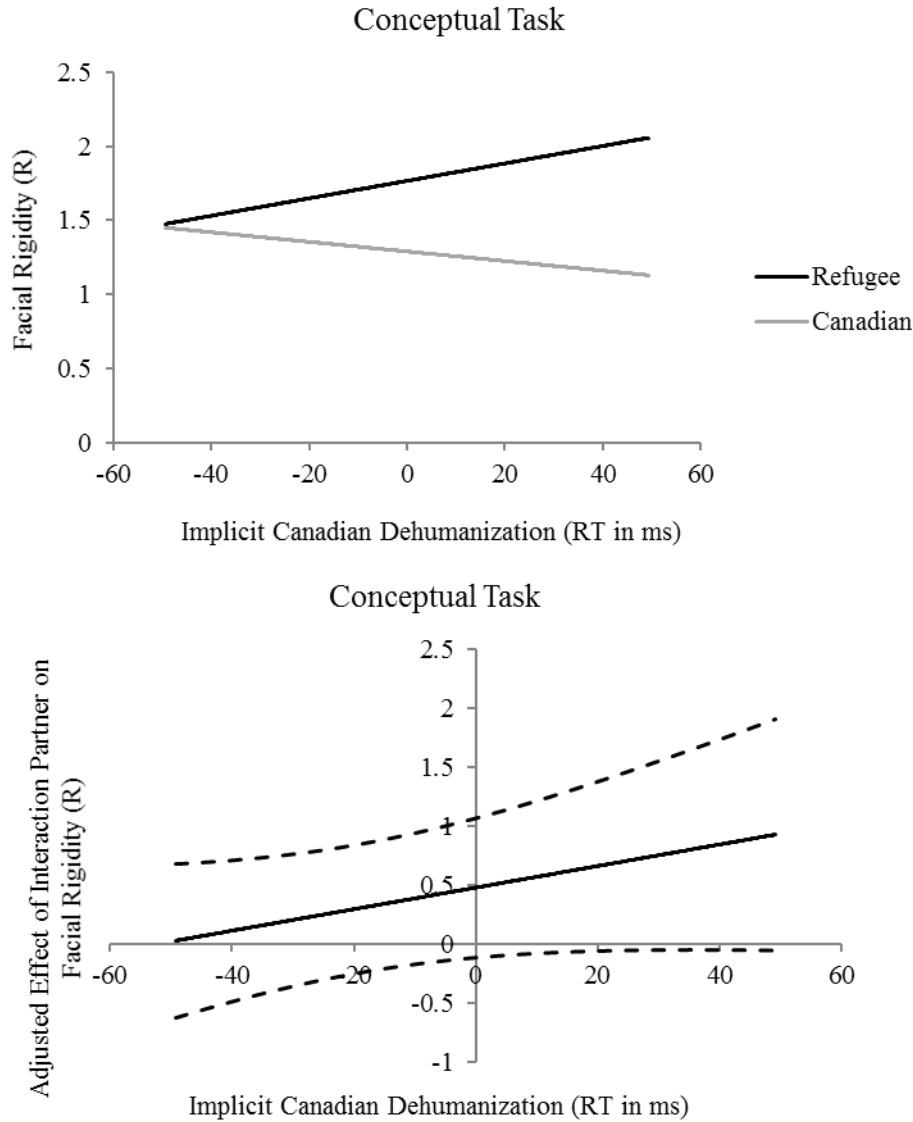 Conceptual Task
2.5
2
1.5
1
0.5
0
-60 -40 -20 0 20 40 60
Facial Rigidity (R)
Implicit Canadian Dehumanization (RT in ms)
Refugee
Canadian
Conceptual Task
2.5
2
1.5
1
0.5
0
-0.5
-1
-60 -40 -20 0 20 40 60
Adjusted Effect of Interaction Partner on
Facial Rigidity (R)
Implicit Canadian Dehumanization (RT in ms)